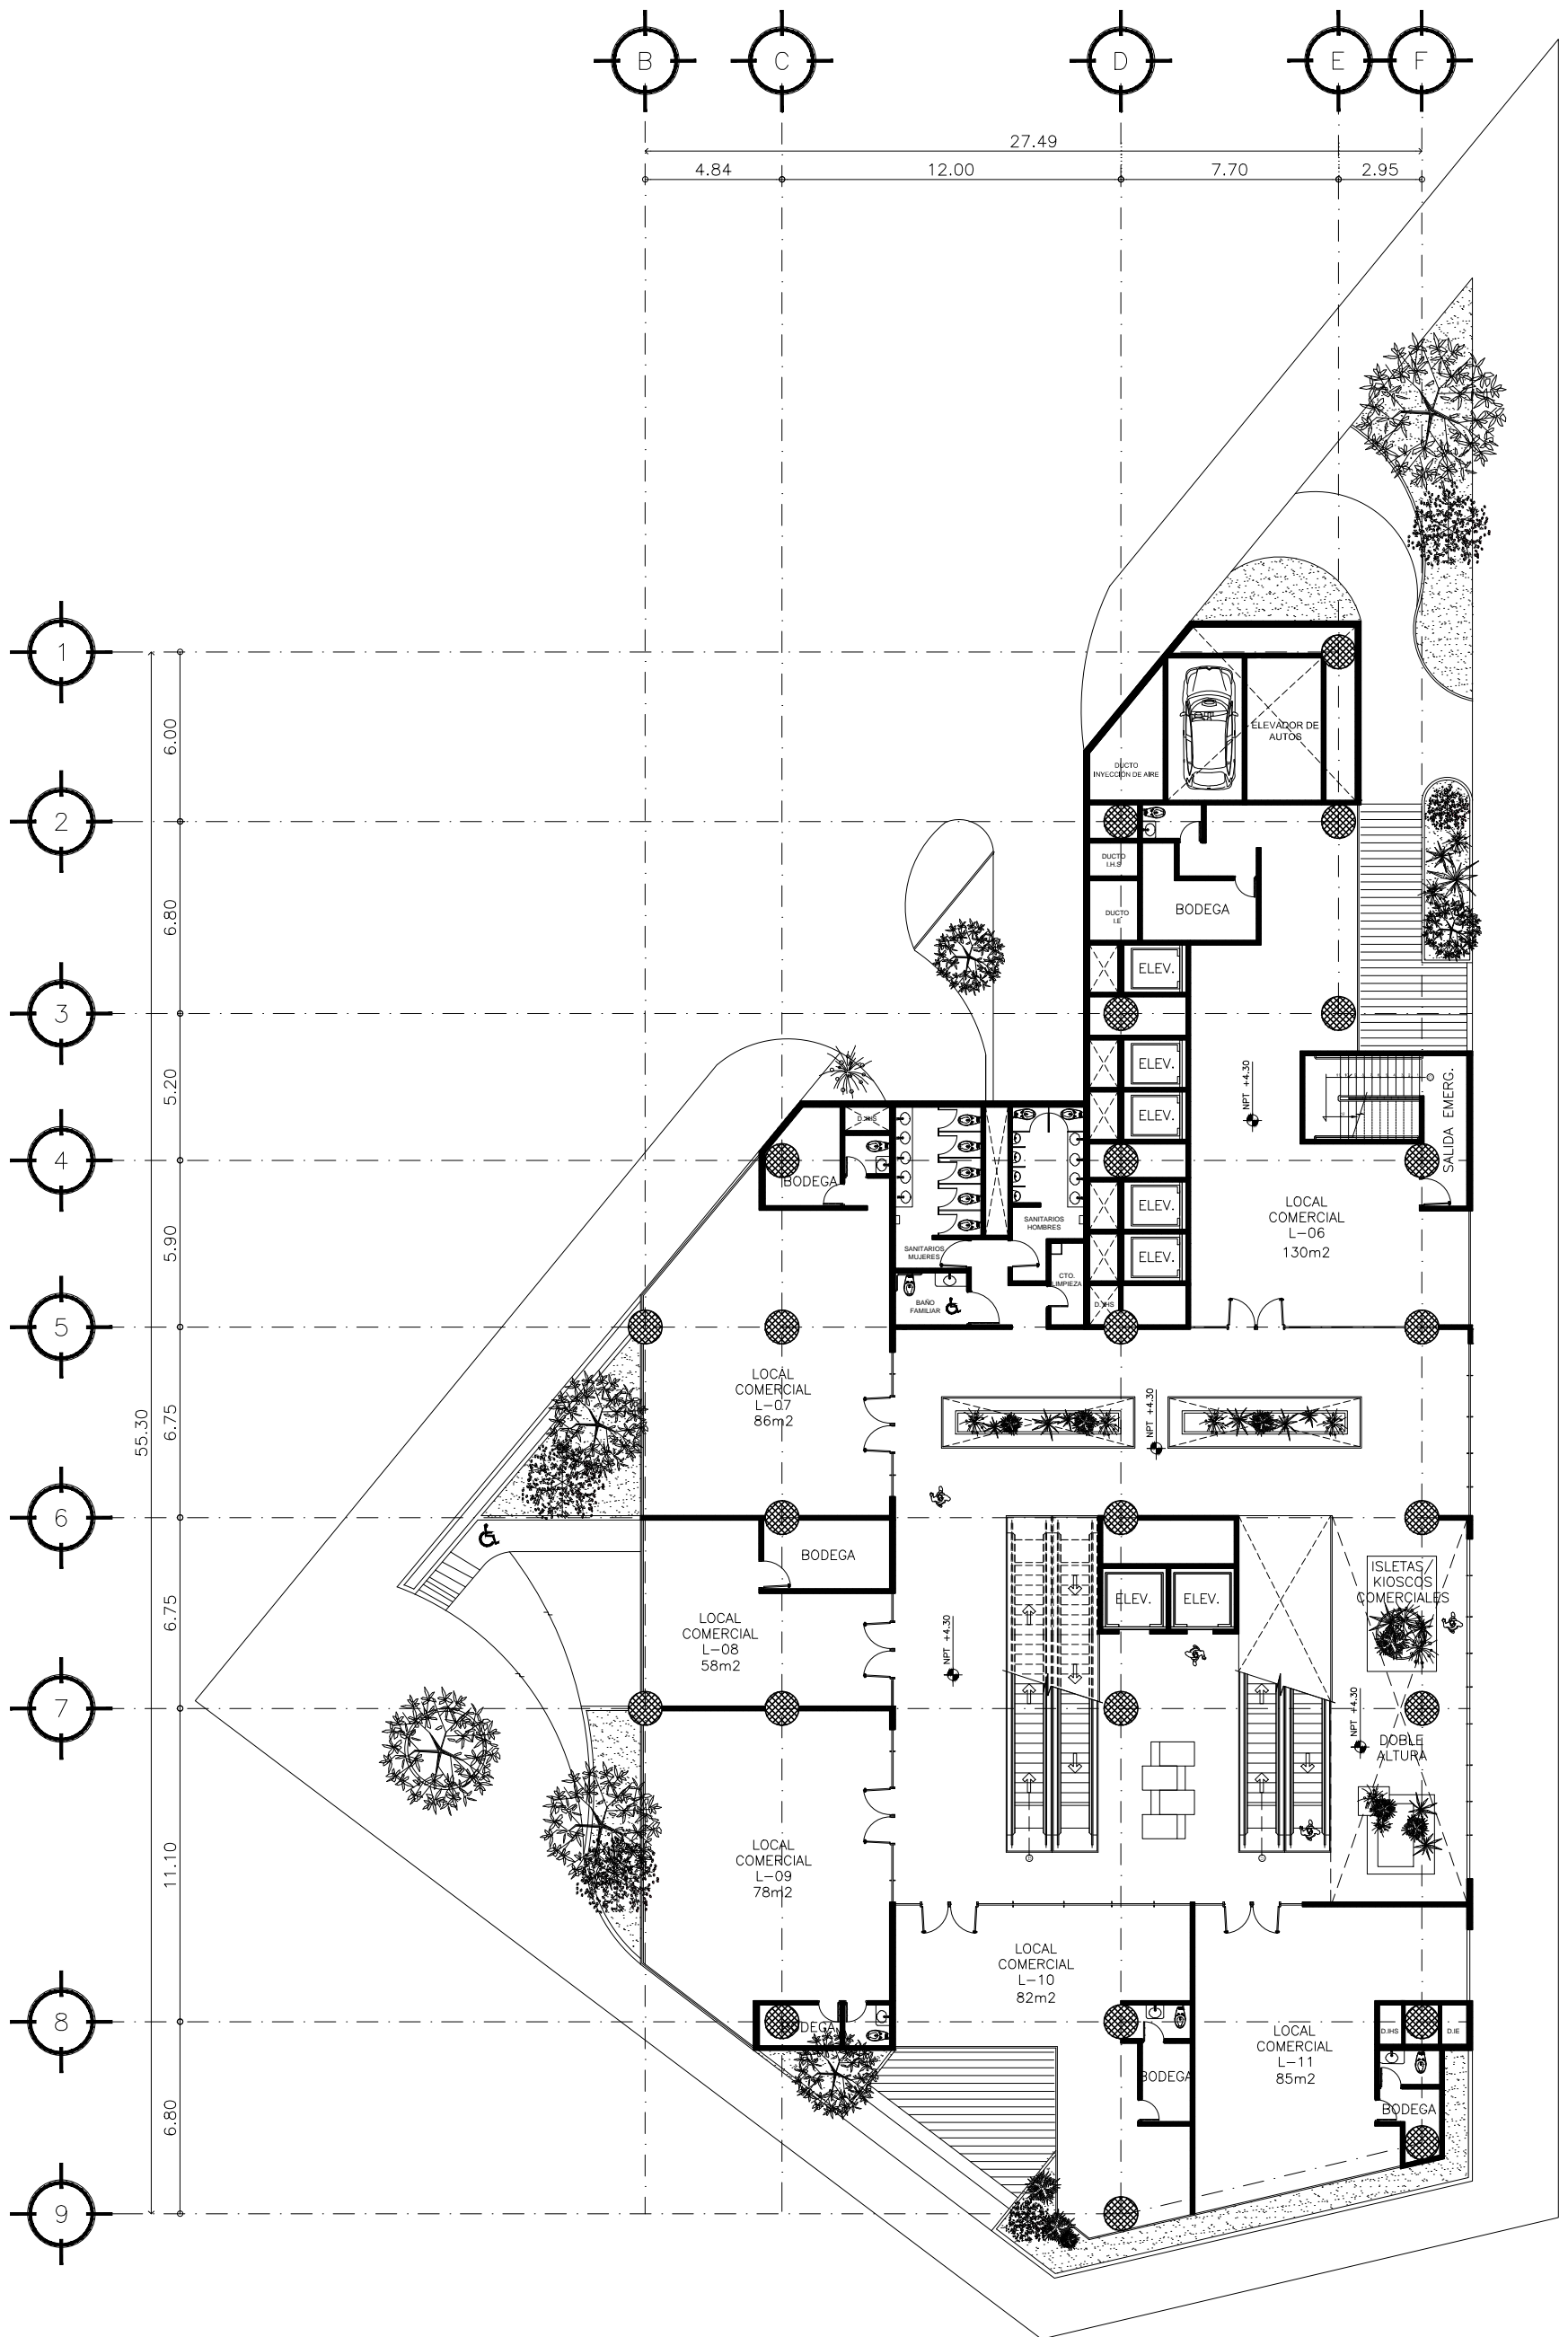 B
C
D
E
F
27.49
4.84
12.00
7.70
2.95
1
2
3
4
5
6
7
8
9
6.00
6.80
5.20
5.90
6.75
6.75
11.10
6.80
55.30
ELEVADOR DE
AUTOS
DUCTO
INYECCIÓN DE AIRE
DUCTO
I.H.S
DUCTO
I.E
BODEGA
ELEV.
ELEV.
ELEV.
ELEV.
ELEV.
NPT +4.30
SALIDA EMERG.
LOCAL
COMERCIAL
L-06
130m2
D.IHS
BODEGA
SANITARIOS
MUJERES
SANITARIOS
HOMBRES
CTO.
LIMPIEZA
BAÑO
FAMILIAR
D.IHS
LOCAL
COMERCIAL
L-07
86m2
NPT +4.30
BODEGA
LOCAL
COMERCIAL
L-08
58m2
NPT +4.30
ELEV.
ELEV.
ISLETAS/
KIOSCOS
COMERCIALES
NPT +4.30
DOBLE
ALTURA
LOCAL
COMERCIAL
L-09
78m2
BODEGA
LOCAL
COMERCIAL
L-10
82m2
BODEGA
LOCAL
COMERCIAL
L-11
85m2
D.IHS
D.IE
BODEGA